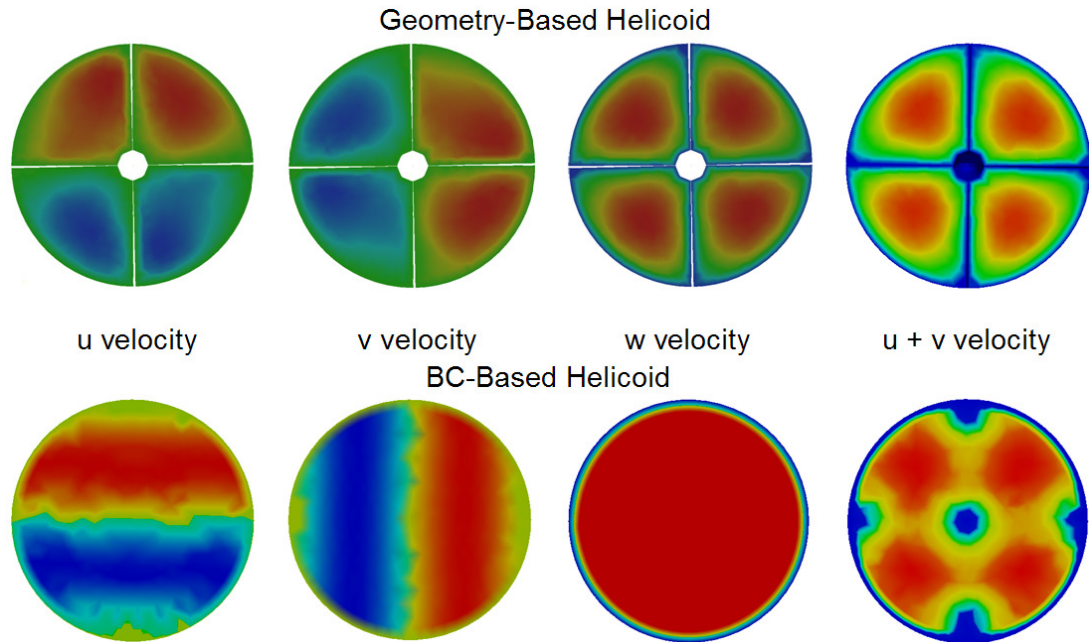 Geometry-Based Helicoid
u velocity v velocity w velocity u + v velocity
BC-Based Helicoid